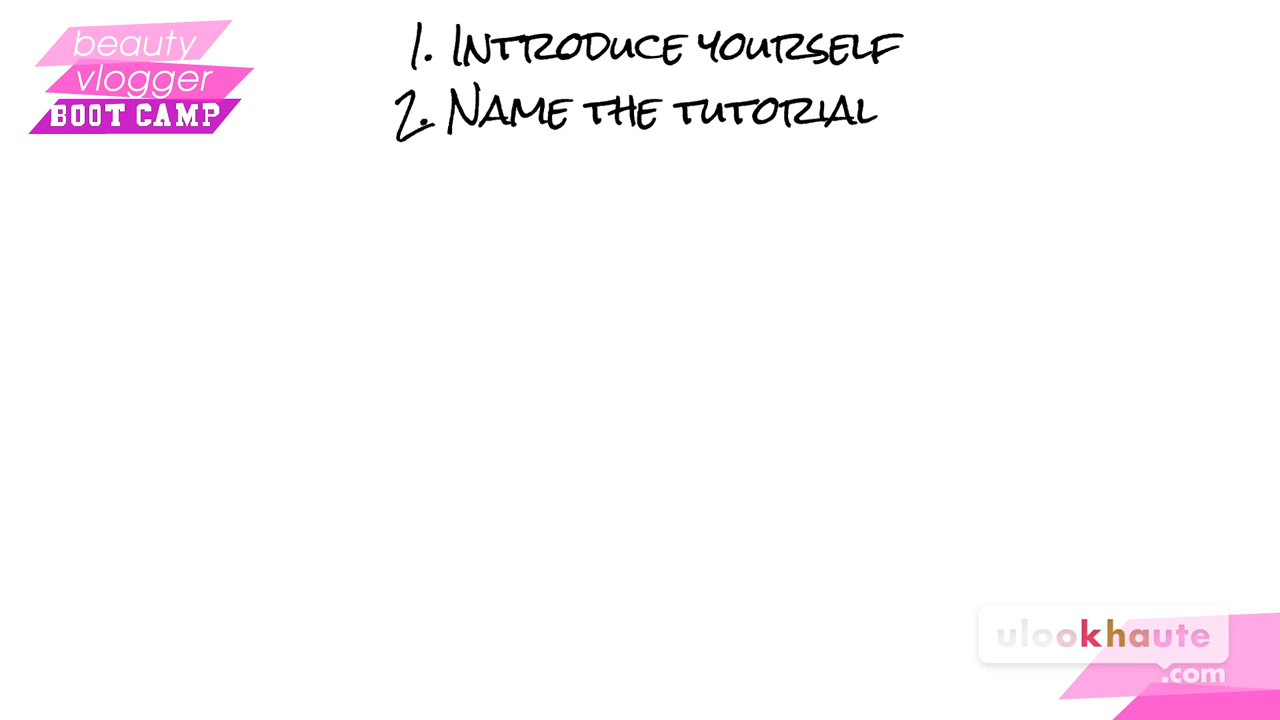 beauty
vlogger
BOOT CAMP
1. INTRODUCE YOURSELF
2. NAME THE TUTORIAL
ulookhaute
.com